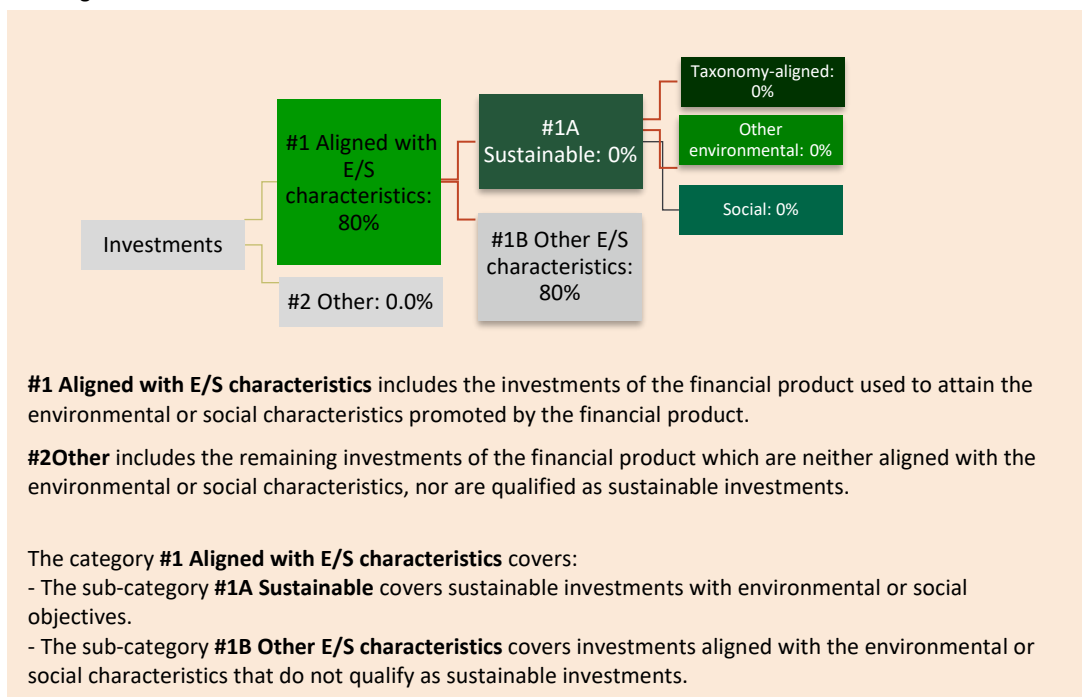 Taxonomy-aligned:
0%
#1A
Sustainable: 0%
Other
environmental: 0%
#1 Aligned with
E/S
characteristics:
80%
Social: 0%
Investments
#1B Other E/S
characteristics:
80%
#2 Other: 0.0%
#1 Aligned with E/S characteristics includes the investments of the financial product used to attain the
environmental or social characteristics promoted by the financial product.
#2Other includes the remaining investments of the financial product which are neither aligned with the
environmental or social characteristics, nor are qualified as sustainable investments.
The category #1 Aligned with E/S characteristics covers:
- The sub-category #1A Sustainable covers sustainable investments with environmental or social
objectives.
- The sub-category #1B Other E/S characteristics covers investments aligned with the environmental or
social characteristics that do not qualify as sustainable investments.